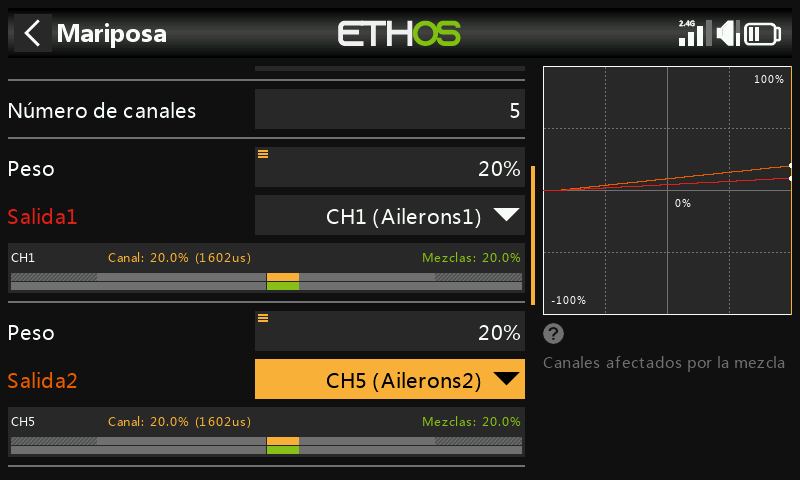 Mariposa
ETHOS
2.4G
Número de canales
5
Peso
20%
Salida1
CH1 (Ailerons1)
CH1
Canal: 20.0% (1602us)
Mezclas: 20.0%
Peso
20%
Salida2
CH5 (Ailerons2)
CH5
Canal: 20.0% (1602us)
Mezclas: 20.0%
100%
0%
-100%
?
Canales afectados por la mezcla